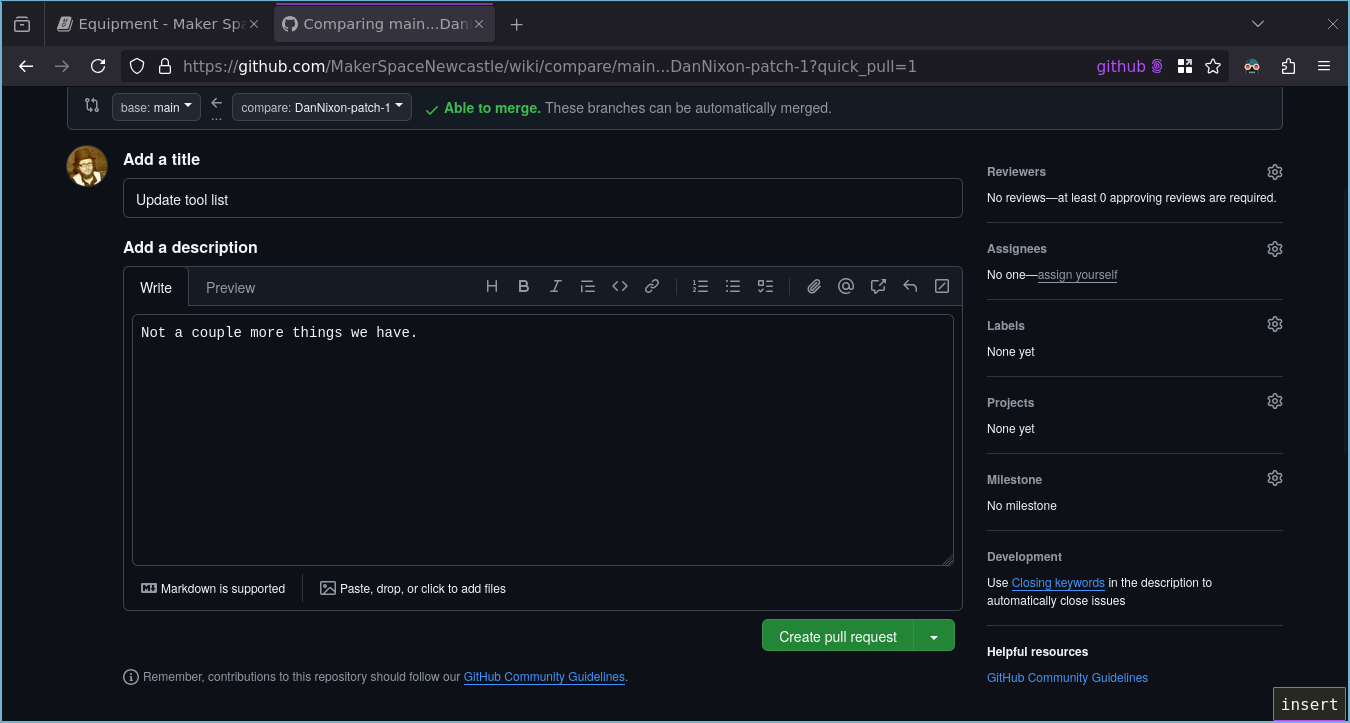 Equipment - Maker Spa
Comparing main...Dan
https://github.com/MakerSpaceNewcastle/wiki/compare/main...DanNixon-patch-1?quick_pull=1
github
base: main
...
compare: DanNixon-patch-1
Able to merge. These branches can be automatically merged.
Add a title
Update tool list
Add a description
Write
Preview
Not a couple more things we have.
Markdown is supported
Paste, drop, or click to add files
Create pull request
Remember, contributions to this repository should follow our GitHub Community Guidelines.
Reviewers
No reviews—at least 0 approving reviews are required.
Assignees
No one—assign yourself
Labels
None yet
Projects
None yet
Milestone
No milestone
Development
Use Closing keywords in the description to
automatically close issues
Helpful resources
GitHub Community Guidelines
insert